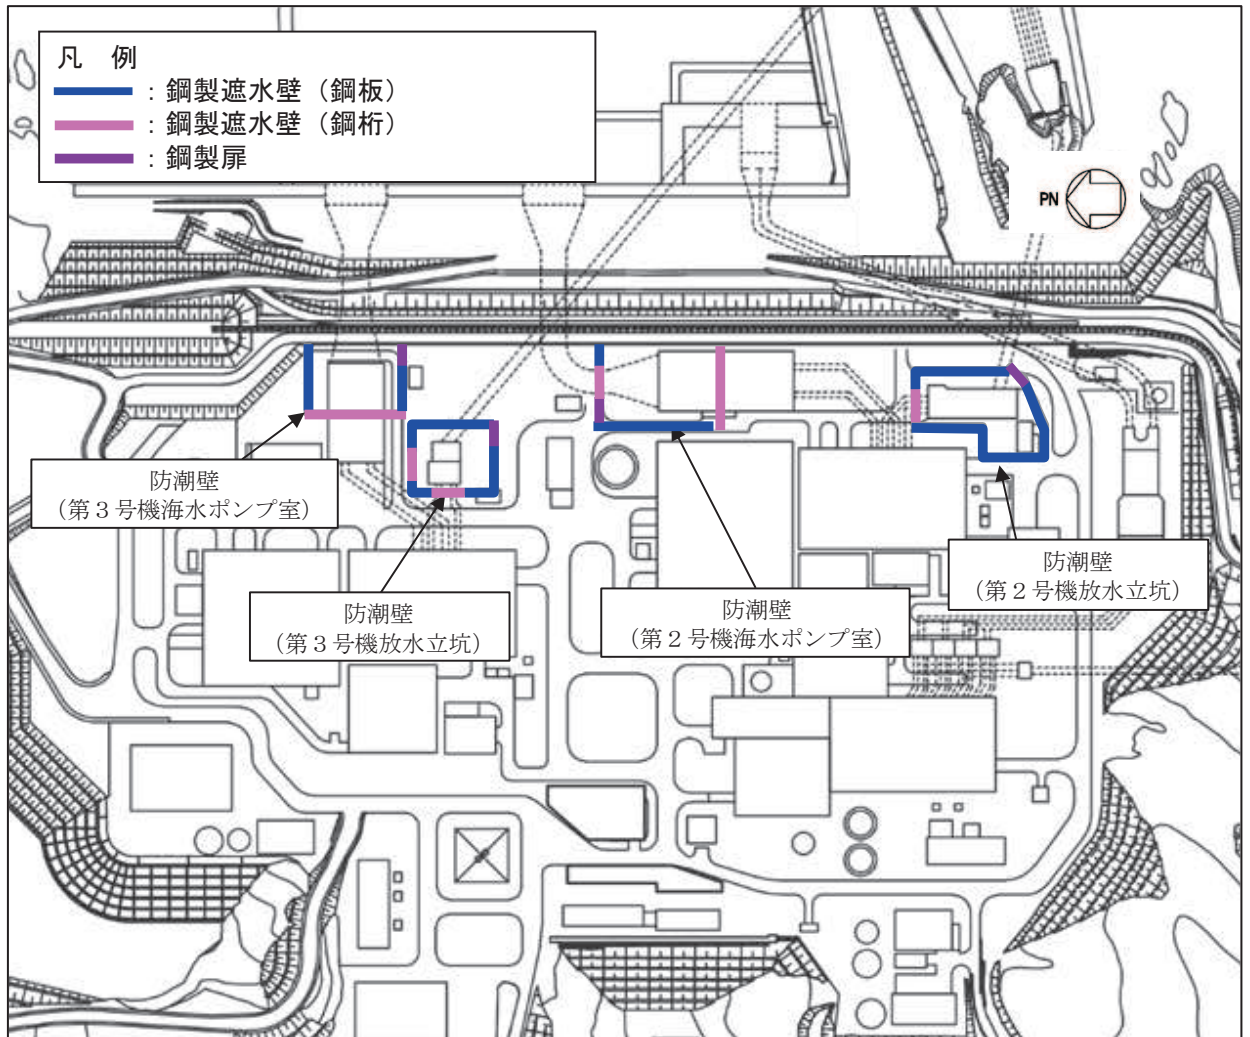 凡　例
：鋼製遮水壁（鋼板）
：鋼製遮水壁（鋼桁）
：鋼製扉
PN
防潮壁
（第３号機海水ポンプ室）
防潮壁
（第３号機放水立坑）
防潮壁
（第２号機海水ポンプ室）
防潮壁
（第２号機放水立坑）